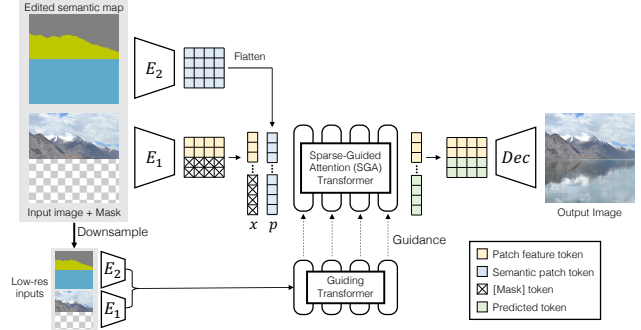 Edited semantic map
E2
Flatten
E1
Input image + Mask
x
p
Sparse-Guided
Attention (SGA)
Transformer
Dec
Output Image
Downsample
Guidance
Low-res
inputs
E2
E1
Guiding
Transformer
Patch feature token
Semantic patch token
[Mask] token
Predicted token